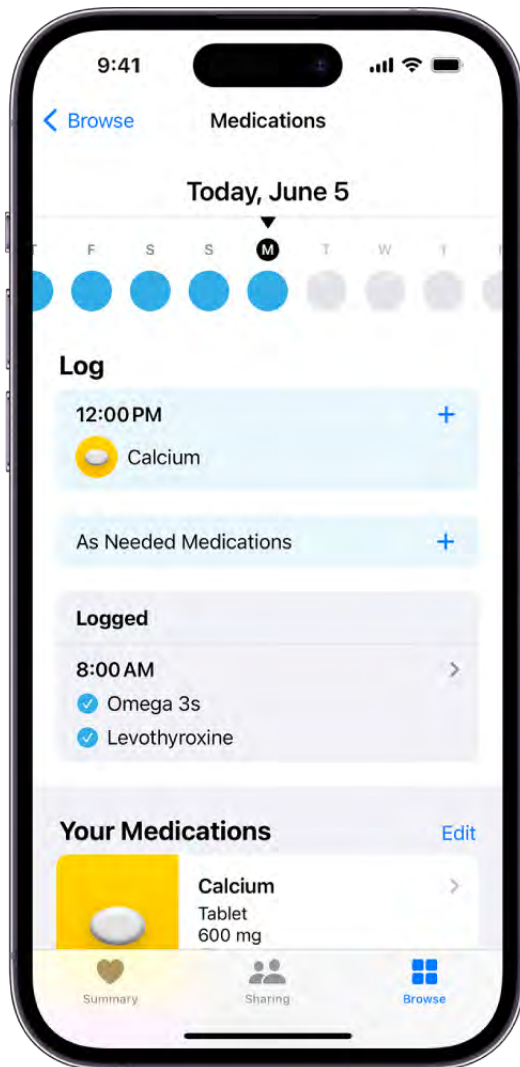 9:41
Browse
Medications
Today, June 5
T F S S M T W T F
Log
12:00 PM
Calcium
As Needed Medications
Logged
8:00 AM
Omega 3s
Levothyroxine
Your Medications
Edit
Calcium
Tablet
600 mg
Summary
Sharing
Browse